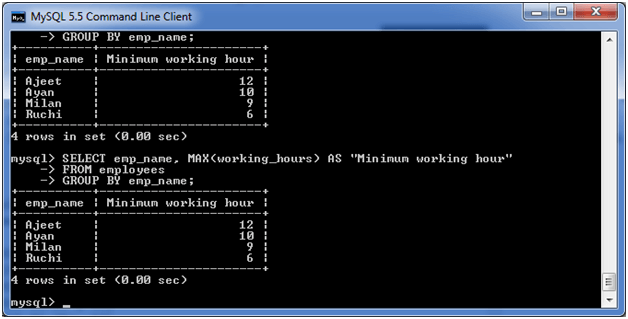 MySQL 5.5 Command Line Client
    -> GROUP BY emp_name;
+----------+----------------------+
| emp_name | Minimum working hour |
+----------+----------------------+
| Ajeet    |                   12 |
| Ayan     |                   10 |
| Milan    |                    9 |
| Ruchi    |                    6 |
+----------+----------------------+
4 rows in set (0.00 sec)
mysql> SELECT emp_name, MAX(working_hours) AS "Minimum working hour"
    -> FROM employees
    -> GROUP BY emp_name;
+----------+----------------------+
| emp_name | Minimum working hour |
+----------+----------------------+
| Ajeet    |                   12 |
| Ayan     |                   10 |
| Milan    |                    9 |
| Ruchi    |                    6 |
+----------+----------------------+
4 rows in set (0.00 sec)
mysql> _